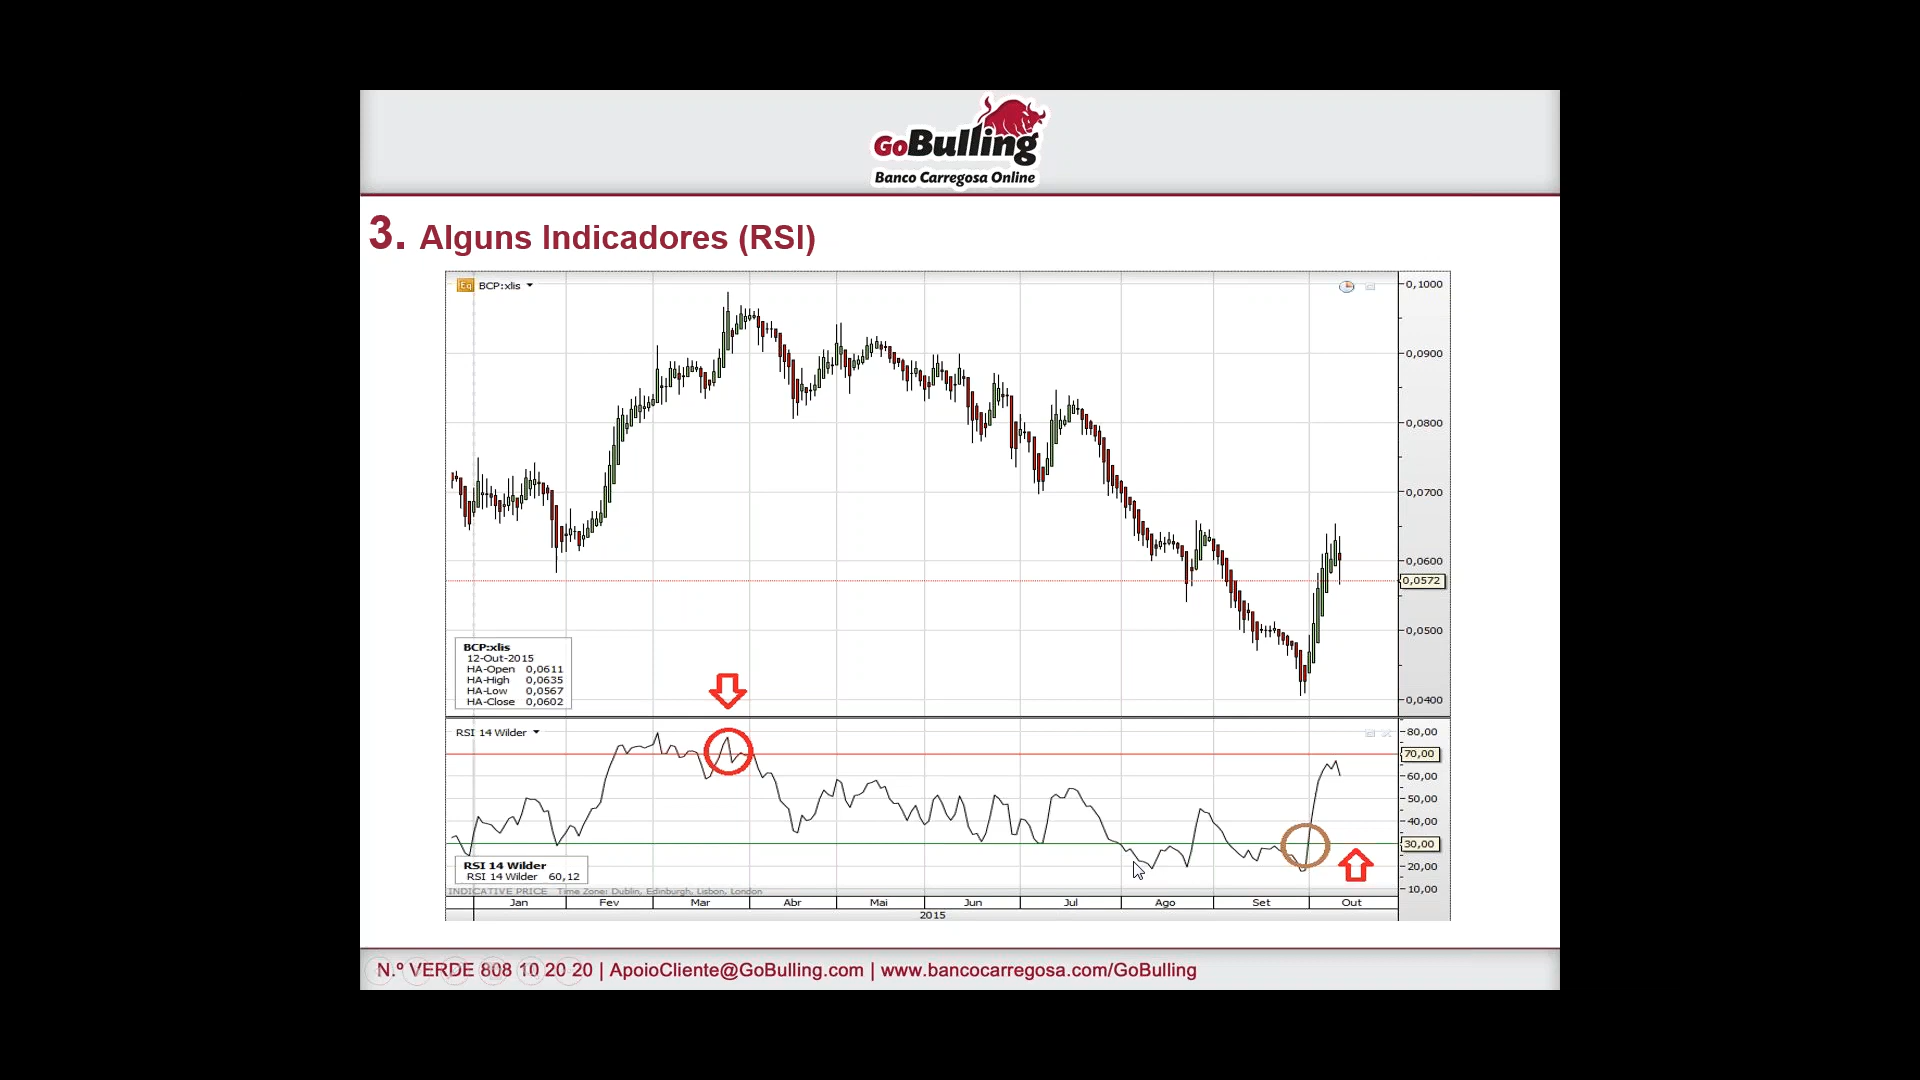 GoBulling
Banco Carregosa Online
3. Alguns Indicadores (RSI)
Eq BCP:xlis
0,1000
0,0900
0,0800
0,0700
0,0600
0,0572
0,0500
0,0400
BCP:xlis
12-Out-2015
HA-Open 0,0611
HA-High 0,0635
HA-Low 0,0567
HA-Close 0,0602
RSI 14 Wilder
80,00
70,00
60,00
50,00
40,00
30,00
20,00
10,00
RSI 14 Wilder
RSI 14 Wilder 60,12
INDICATIVE PRICE Time Zone: Dublin, Edinburgh, Lisbon, London
Jan Fev Mar Abr Mai Jun Jul Ago Set Out
2015
N.º VERDE 808 10 20 20 | ApoioCliente@GoBulling.com | www.bancocarregosa.com/GoBulling